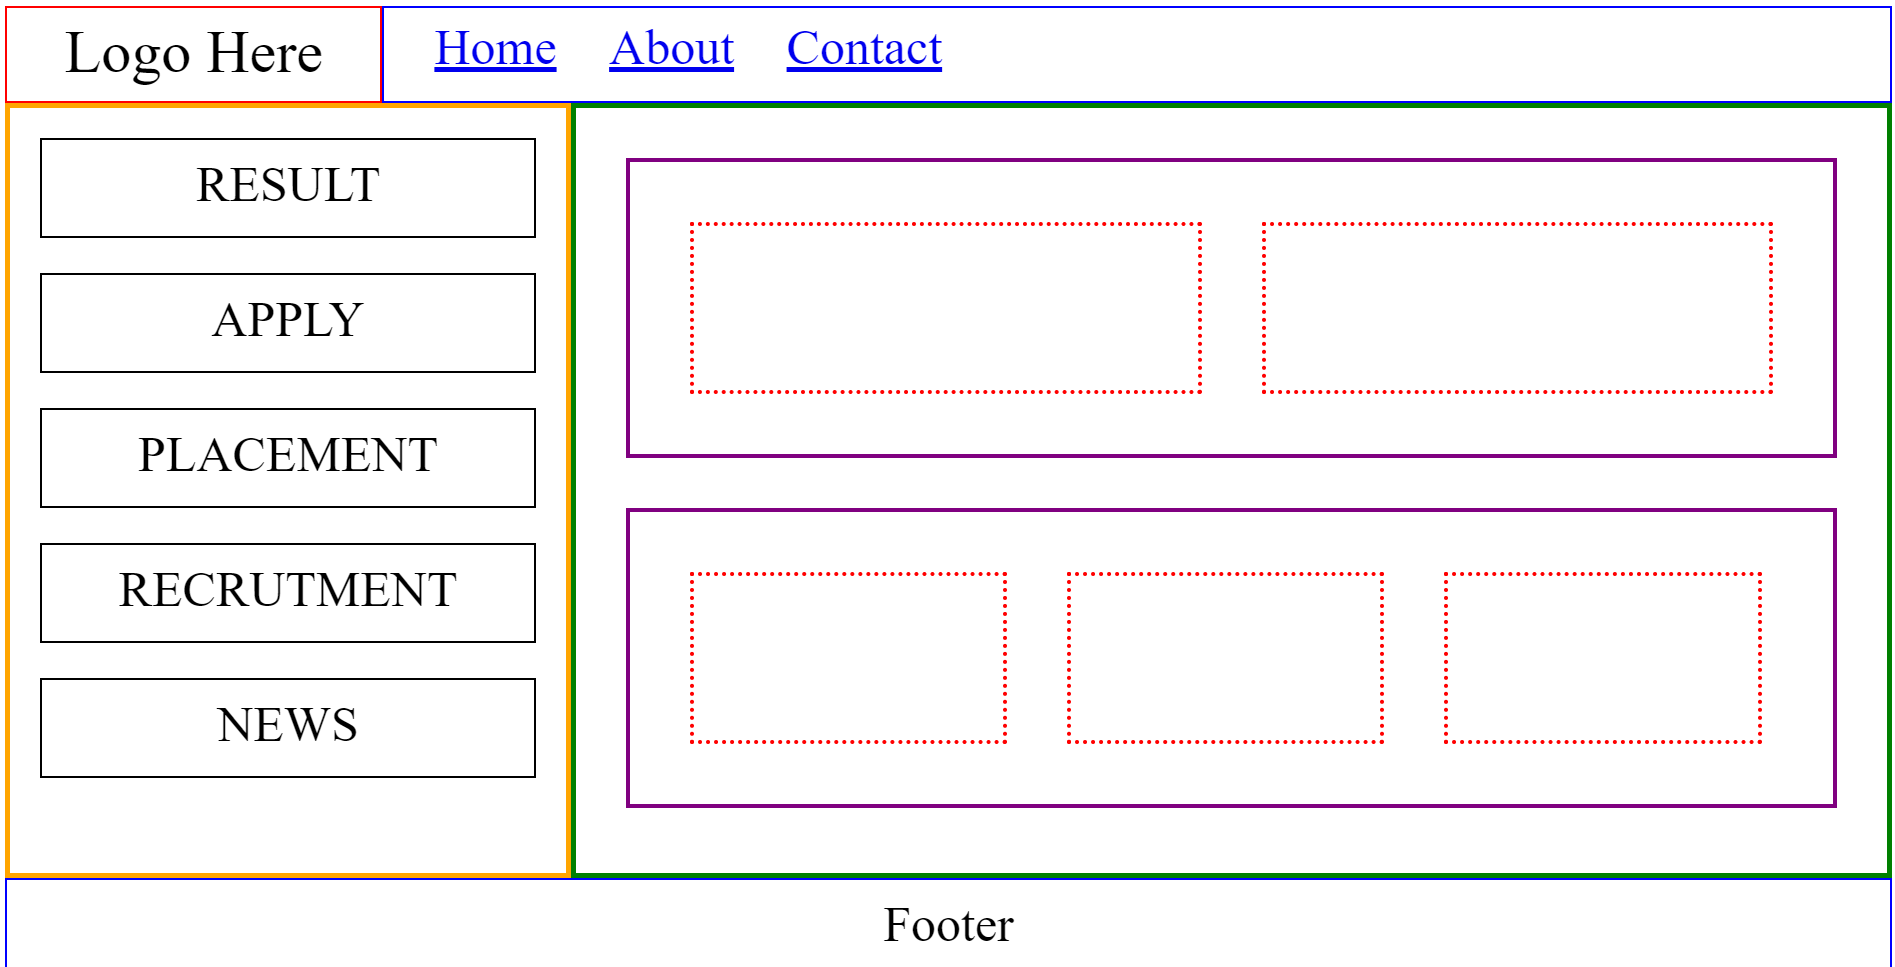 Logo Here
Home About Contact
RESULT
APPLY
PLACEMENT
RECRUTMENT
NEWS
Footer